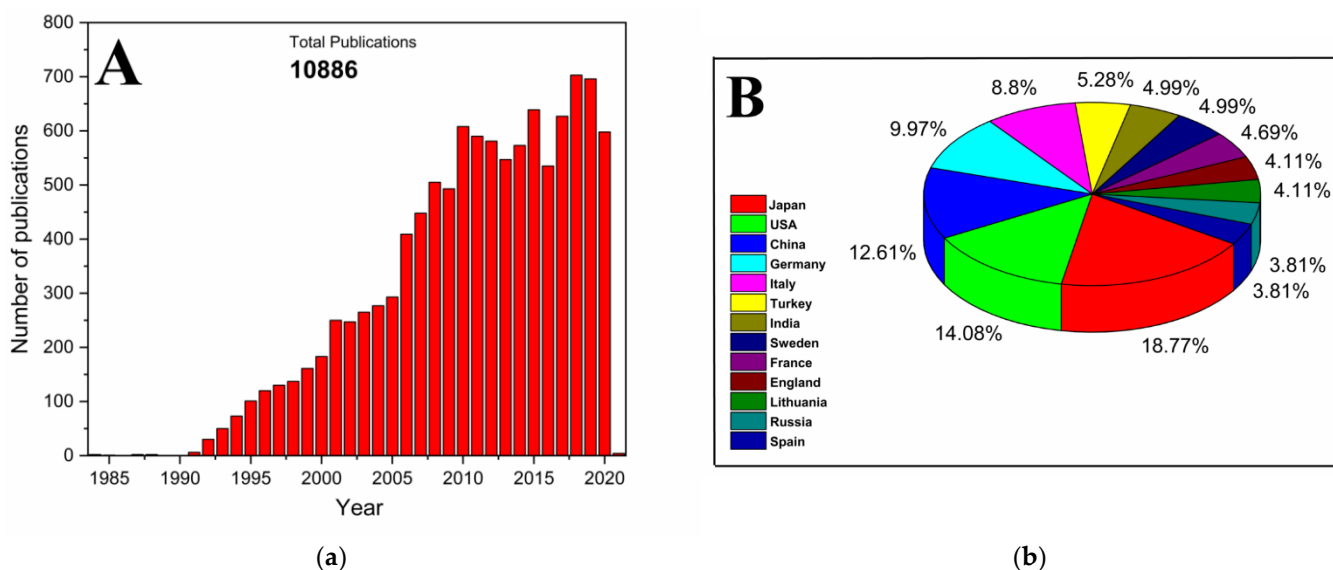 A
Total Publications
10886
Number of publications
800
700
600
500
400
300
200
100
0
1985 1990 1995 2000 2005 2010 2015 2020
Year
(a)
B
5.28%
4.99%
8.8%
4.99%
9.97%
4.69%
4.11%
4.11%
12.61%
3.81%
3.81%
14.08%
18.77%
Japan
USA
China
Germany
Italy
Turkey
India
Sweden
France
England
Lithuania
Russia
Spain
(b)